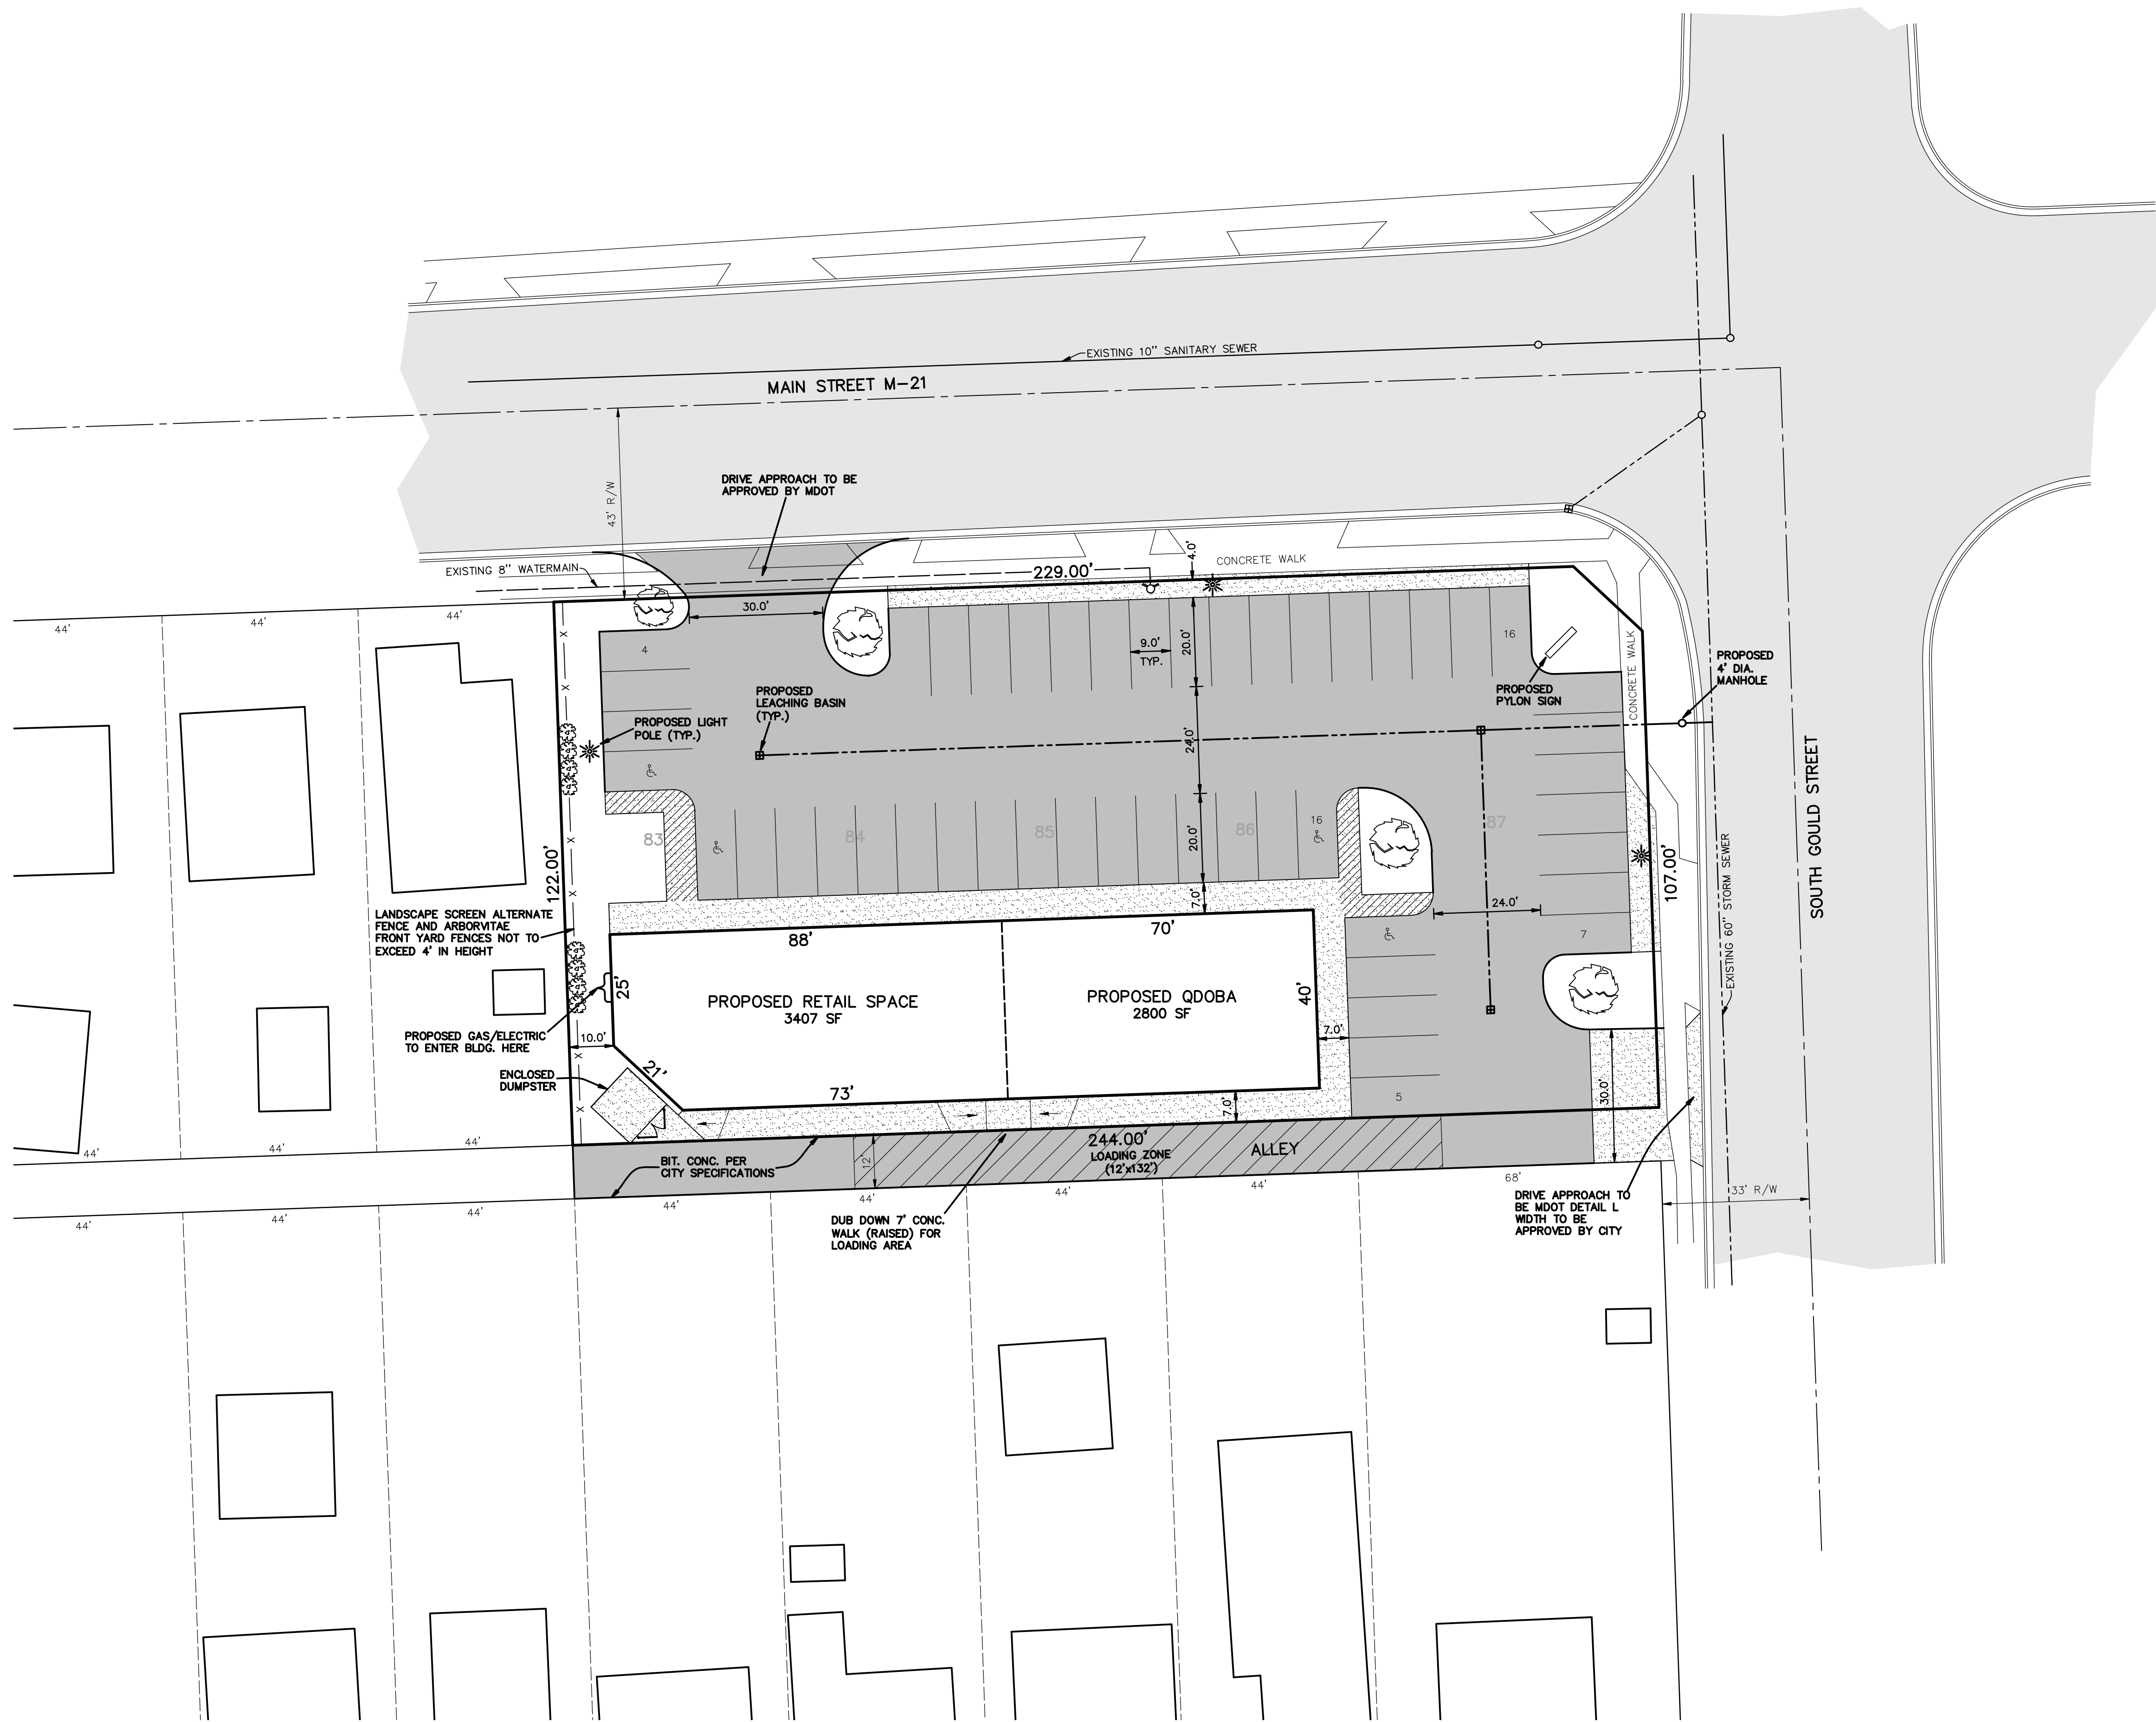 EXISTING 10" SANITARY SEWER
MAIN STREET M-21
43' R/W
DRIVE APPROACH TO BE
APPROVED BY MDOT
EXISTING 8" WATERMAIN
229.00'
4.0'
CONCRETE WALK
CONCRETE WALK
44'
44'
44'
30.0'
4
9.0'
TYP.
20.0'
16
PROPOSED
PYLON SIGN
PROPOSED
4' DIA.
MANHOLE
PROPOSED
LEACHING BASIN
(TYP.)
PROPOSED LIGHT
POLE (TYP.)
24.0'
SOUTH GOULD STREET
83
84
85
86
87
16
20.0'
7.0'
122.00'
107.00'
EXISTING 60" STORM SEWER
24.0'
7
LANDSCAPE SCREEN ALTERNATE
FENCE AND ARBORVITAE
FRONT YARD FENCES NOT TO
EXCEED 4' IN HEIGHT
88'
70'
25'
PROPOSED RETAIL SPACE
3407 SF
PROPOSED QDOBA
2800 SF
40'
7.0'
PROPOSED GAS/ELECTRIC
TO ENTER BLDG. HERE
10.0'
21'
ENCLOSED
DUMPSTER
73'
7.0'
5
30.0'
44'
44'
44'
244.00'
LOADING ZONE
(12'x132')
ALLEY
12'
BIT. CONC. PER
CITY SPECIFICATIONS
44'
44'
44'
44'
44'
44'
44'
68'
33' R/W
DUB DOWN 7' CONC.
WALK (RAISED) FOR
LOADING AREA
DRIVE APPROACH TO
BE MDOT DETAIL L
WIDTH TO BE
APPROVED BY CITY